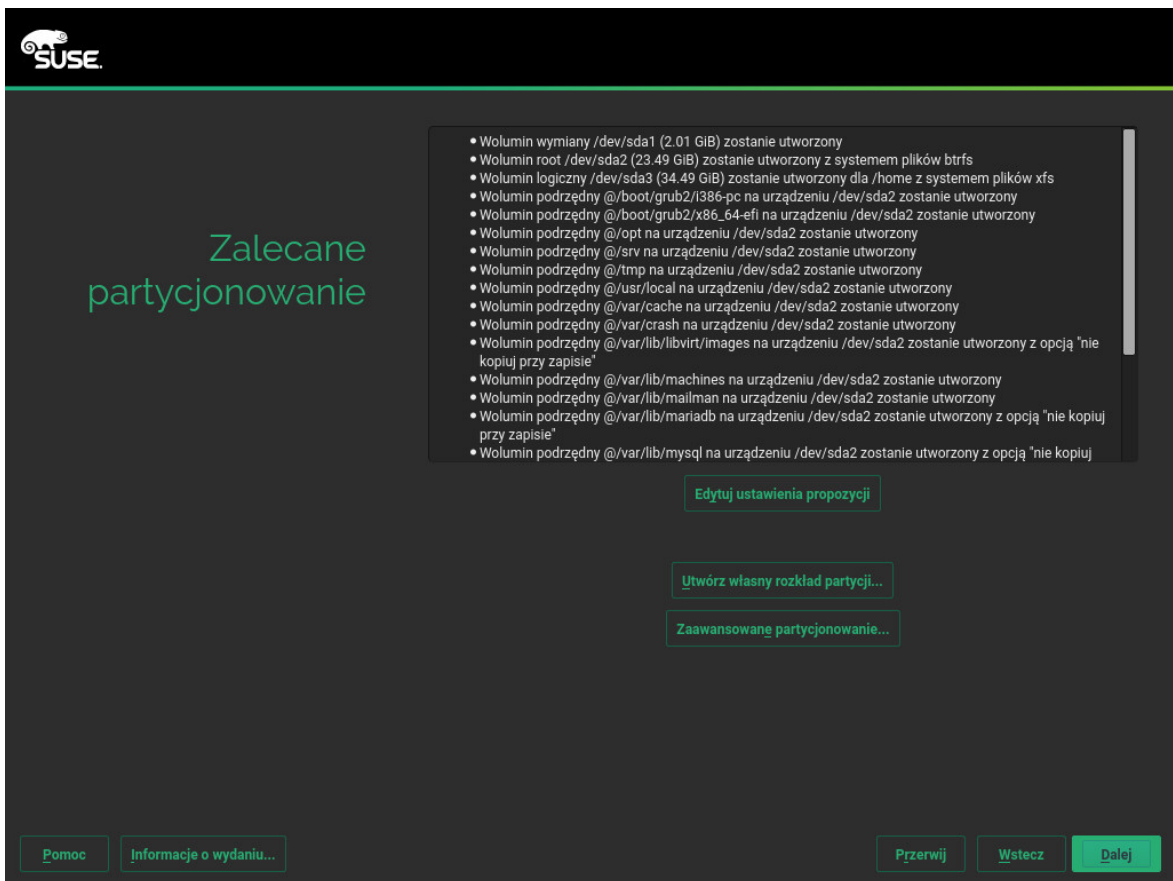 SUSE.
Zalecane
partycjonowanie
• Wolumin wymiany /dev/sda1 (2.01 GiB) zostanie utworzony
• Wolumin root /dev/sda2 (23.49 GiB) zostanie utworzony z systemem plików btrfs
• Wolumin logiczny /dev/sda3 (34.49 GiB) zostanie utworzony dla /home z systemem plików xfs
• Wolumin podrzędny @/boot/grub2/i386-pc na urządzeniu /dev/sda2 zostanie utworzony
• Wolumin podrzędny @/boot/grub2/x86_64-efi na urządzeniu /dev/sda2 zostanie utworzony
• Wolumin podrzędny @/opt na urządzeniu /dev/sda2 zostanie utworzony
• Wolumin podrzędny @/srv na urządzeniu /dev/sda2 zostanie utworzony
• Wolumin podrzędny @/tmp na urządzeniu /dev/sda2 zostanie utworzony
• Wolumin podrzędny @/usr/local na urządzeniu /dev/sda2 zostanie utworzony
• Wolumin podrzędny @/var/cache na urządzeniu /dev/sda2 zostanie utworzony
• Wolumin podrzędny @/var/crash na urządzeniu /dev/sda2 zostanie utworzony
• Wolumin podrzędny @/var/lib/libvirt/images na urządzeniu /dev/sda2 zostanie utworzony z opcją "nie
kopiuj przy zapisie"
• Wolumin podrzędny @/var/lib/machines na urządzeniu /dev/sda2 zostanie utworzony
• Wolumin podrzędny @/var/lib/mailman na urządzeniu /dev/sda2 zostanie utworzony
• Wolumin podrzędny @/var/lib/mariadb na urządzeniu /dev/sda2 zostanie utworzony z opcją "nie kopiuj
przy zapisie"
• Wolumin podrzędny @/var/lib/mysql na urządzeniu /dev/sda2 zostanie utworzony z opcją "nie kopiuj
Edytuj ustawienia propozycji
Utwórz własny rozkład partycji...
Zaawansowane partycjonowanie...
Pomoc
Informacje o wydaniu...
Przerwij
Wstecz
Dalej